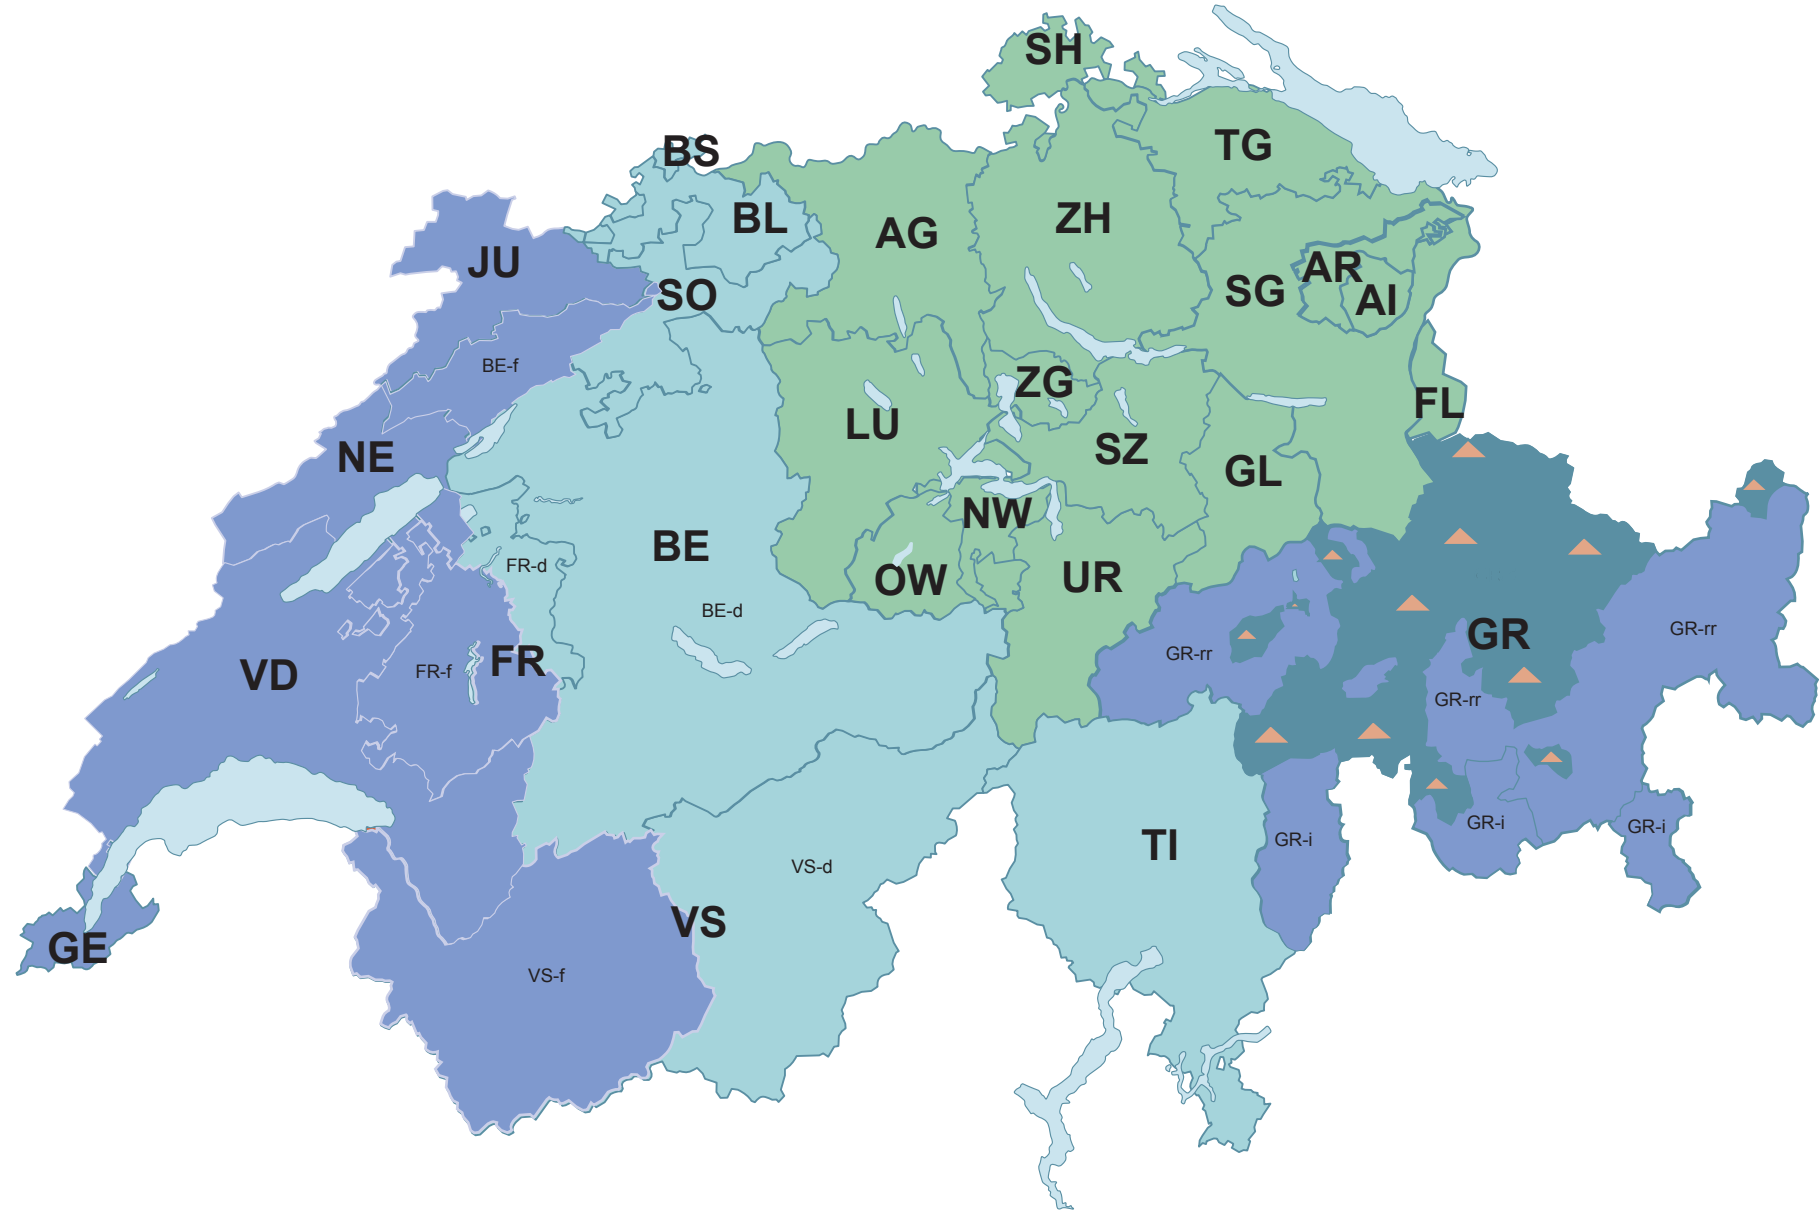 SH
BS
TG
BL
AG
ZH
JU
SO
SG
AR
AI
BE-f
ZG
FL
LU
NE
SZ
GL
NW
BE
FR-d
OW
UR
BE-d
GR
GR-rr
GR-rr
FR
FR-f
VD
GR-rr
GR-i
GR-i
GR-i
TI
VS-d
VS
GE
VS-f